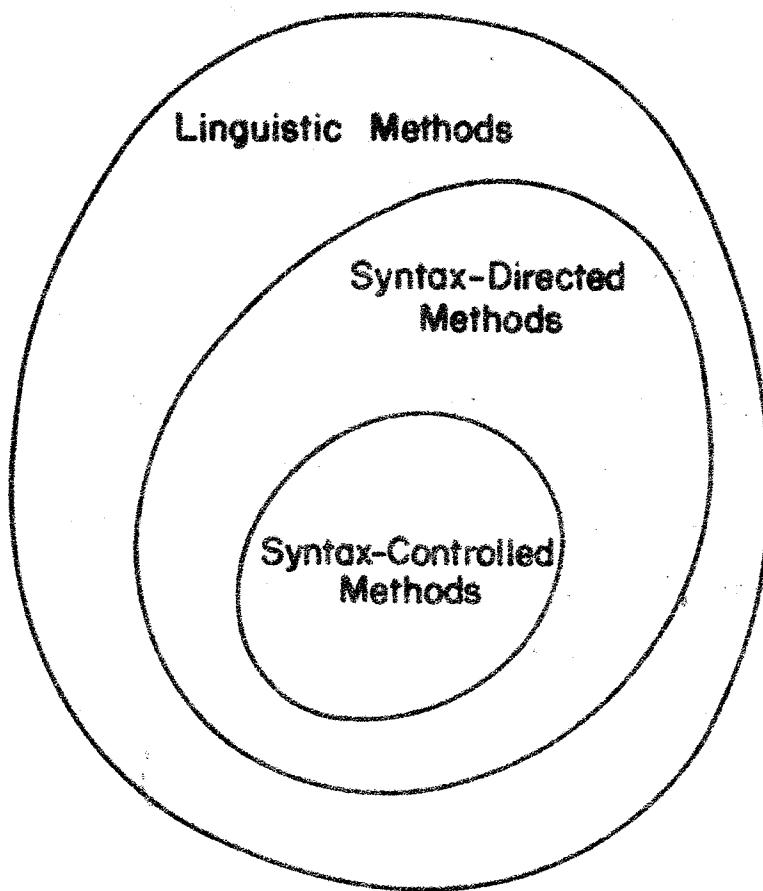 Linguistic Methods
Syntax-Directed
Methods
Syntax-Controlled
Methods